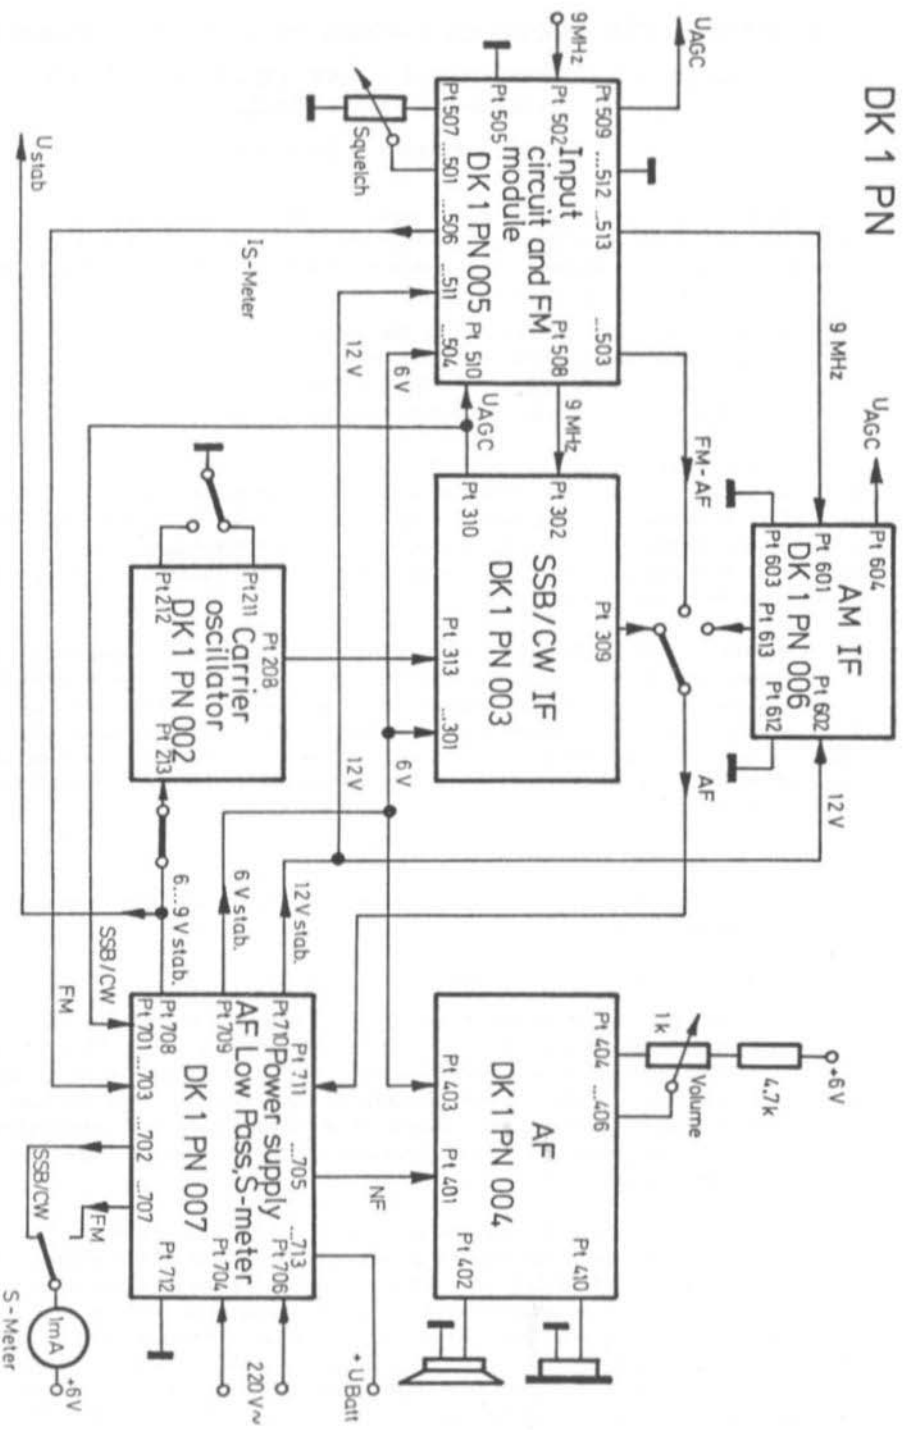 DK 1 PN
UAGC
9 MHz
Pt 509
...512
...513
...503
Pt 502
Pt 505
Input
circuit and FM
module
DK 1 PN 005
Pt 508
Pt 507
...501
...506
...511
...504
Pt 510
Squelch
IS-Meter
12 V
6 V
UAGC
9 MHz
FM-AF
9 MHz
UAGC
Pt 604
AM IF
Pt 601
DK 1 PN 006
Pt 602
Pt 603
Pt 613
Pt 612
12 V
Ustab
Pt 302
Pt 310
SSB/CW IF
DK 1 PN 003
Pt 309
Pt 313
...301
AF
6 V
12 V
Pt 211
Pt 212
Pt 208
Carrier
oscillator
DK 1 PN 002
Pt 213
6...9 V stab.
6 V stab.
12 V stab.
SSB/CW
FM
Pt 711
...705
...713
Pt 710
Power supply
Pt 706
Pt 709
AF Low Pass, S-meter
Pt 704
DK 1 PN 007
Pt 708
Pt 712
Pt 701
...703
...702
...707
NF
+ UBatt
220 V~
SSB/CW
FM
1mA
+6V
S-Meter
+6V
4.7 k
1 k
Volume
Pt 404
...406
AF
DK 1 PN 004
Pt 403
Pt 401
Pt 402
Pt 410